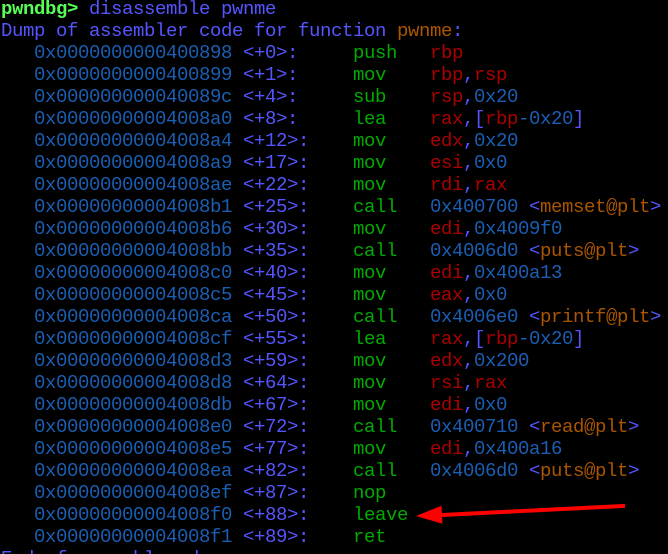 pwndbg> disassemble pwnme
Dump of assembler code for function pwnme:
0x0000000000400898 <+0>: push rbp
0x0000000000400899 <+1>: mov rbp,rsp
0x000000000040089c <+4>: sub rsp,0x20
0x00000000004008a0 <+8>: lea rax,[rbp-0x20]
0x00000000004008a4 <+12>: mov edx,0x20
0x00000000004008a9 <+17>: mov esi,0x0
0x00000000004008ae <+22>: mov rdi,rax
0x00000000004008b1 <+25>: call 0x400700 <memset@plt>
0x00000000004008b6 <+30>: mov edi,0x4009f0
0x00000000004008bb <+35>: call 0x4006d0 <puts@plt>
0x00000000004008c0 <+40>: mov edi,0x400a13
0x00000000004008c5 <+45>: mov eax,0x0
0x00000000004008ca <+50>: call 0x4006e0 <printf@plt>
0x00000000004008cf <+55>: lea rax,[rbp-0x20]
0x00000000004008d3 <+59>: mov edx,0x200
0x00000000004008d8 <+64>: mov rsi,rax
0x00000000004008db <+67>: mov edi,0x0
0x00000000004008e0 <+72>: call 0x400710 <read@plt>
0x00000000004008e5 <+77>: mov edi,0x400a16
0x00000000004008ea <+82>: call 0x4006d0 <puts@plt>
0x00000000004008ef <+87>: nop
0x00000000004008f0 <+88>: leave
0x00000000004008f1 <+89>: ret